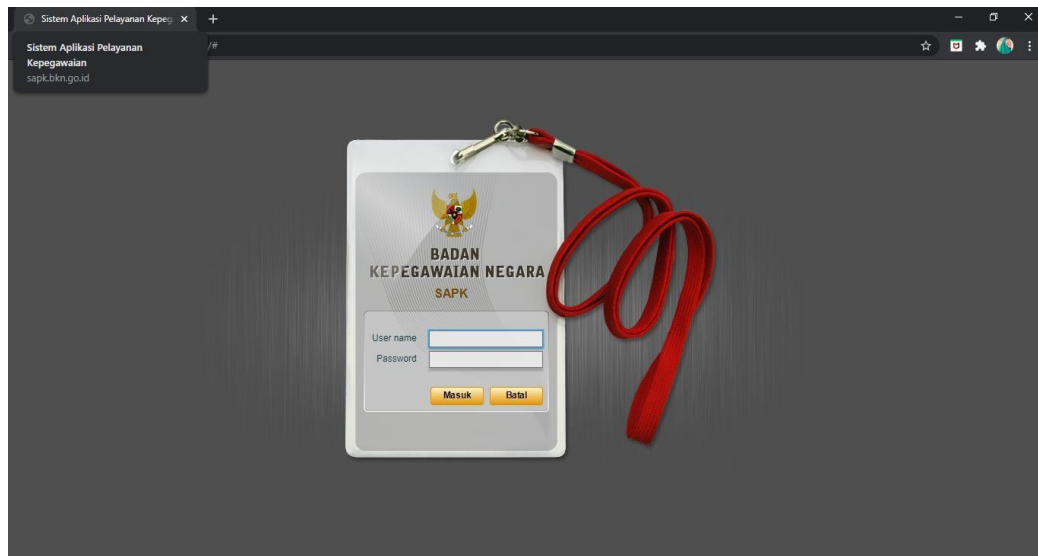 Sistem Aplikasi Pelayanan Kepeg
Sistem Aplikasi Pelayanan
Kepegawaian
sapk.bkn.go.id
/#
BADAN
KEPEGAWAIAN NEGARA
SAPK
User name
Password
Masuk Batal